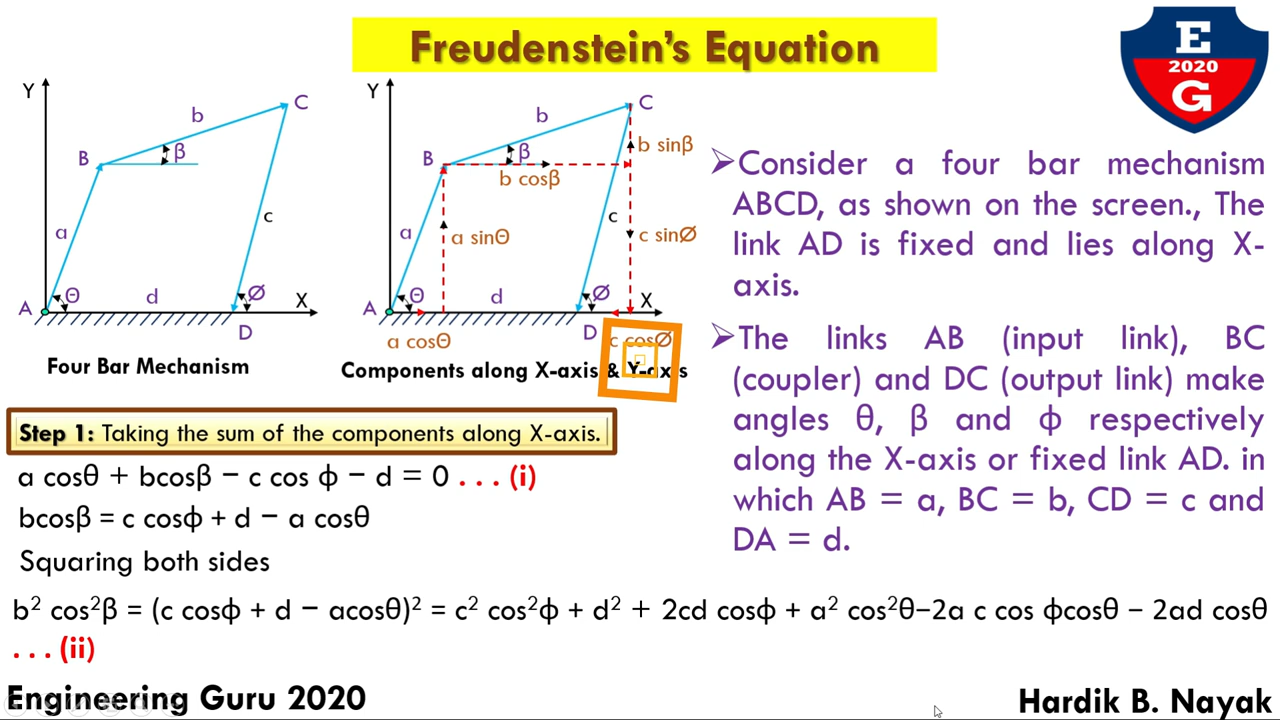 Freudenstein's Equation
E
2020
G
Y
C
b
B
β
a
c
A
Θ
d
Ø
X
D
Four Bar Mechanism
Y
C
b
b sinβ
B
β
b cosβ
a
a sinΘ
c
c sinØ
A
Θ
d
Ø
X
D
a cosΘ
c cosØ
Components along X-axis & Y-axis
➢Consider a four bar mechanism
ABCD, as shown on the screen., The
link AD is fixed and lies along X-
axis.
➢The links AB (input link), BC
(coupler) and DC (output link) make
angles θ, β and ϕ respectively
along the X-axis or fixed link AD. in
which AB = a, BC = b, CD = c and
DA = d.
Step 1: Taking the sum of the components along X-axis.
a cosθ + bcosβ − c cos ϕ − d = 0 . . . (i)
bcosβ = c cosϕ + d − a cosθ
Squaring both sides
b² cos²β = (c cosϕ + d − acosθ)² = c² cos²ϕ + d² + 2cd cosϕ + a² cos²θ−2a c cos ϕcosθ − 2ad cosθ
. . . (ii)
Engineering Guru 2020
Hardik B. Nayak